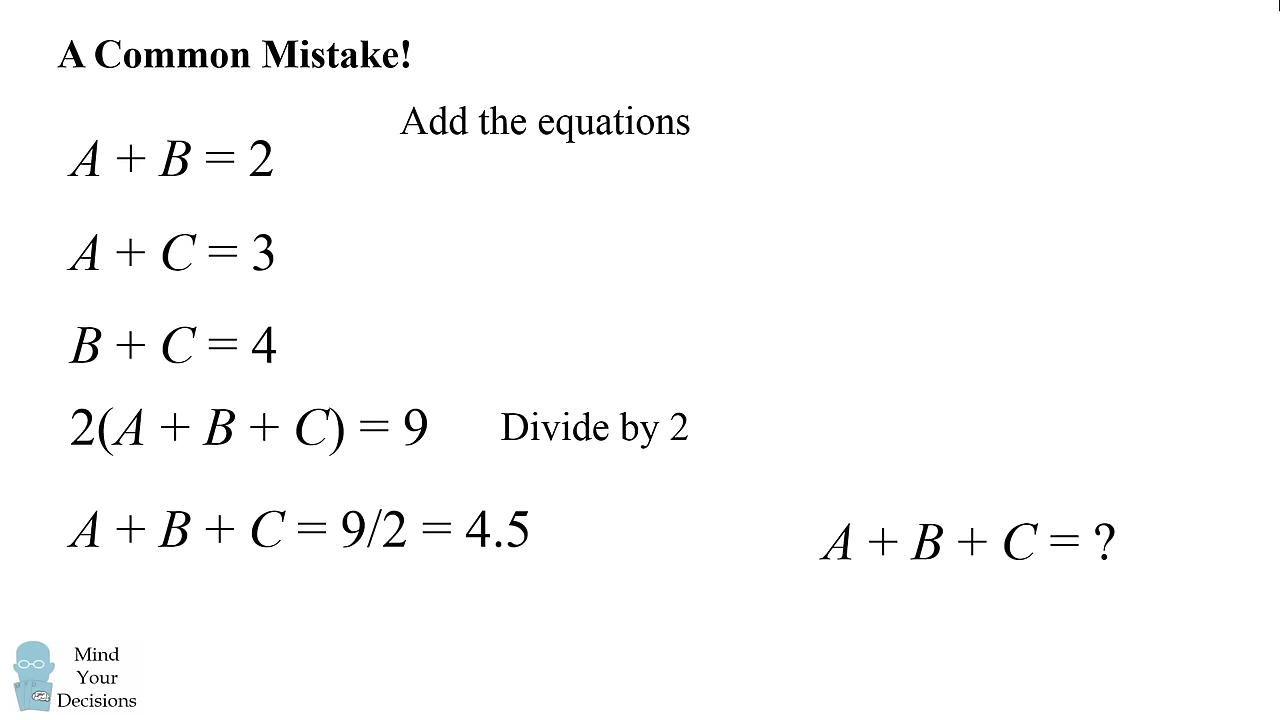 A Common Mistake!
Add the equations
A + B = 2
A + C = 3
B + C = 4
2(A + B + C) = 9
Divide by 2
A + B + C = 9/2 = 4.5
A + B + C = ?
Mind
Your
Decisions